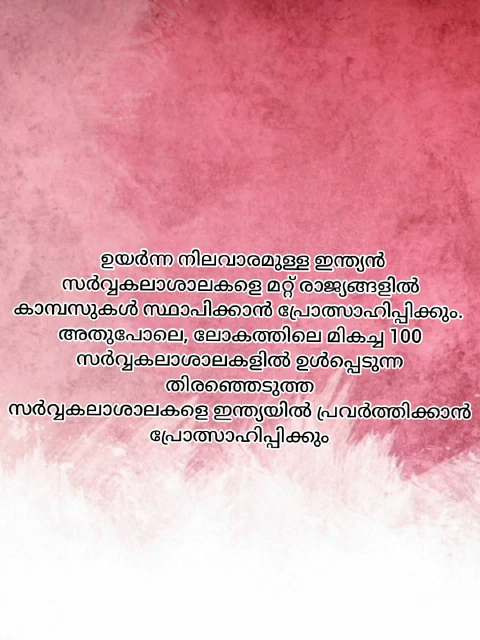 ഉയർന്ന നിലവാരമുള്ള ഇന്ത്യൻ
സർവ്വകലാശാലകളെ മറ്റ് രാജ്യങ്ങളിൽ
കാമ്പസുകൾ സ്ഥാപിക്കാൻ പ്രോത്സാഹിപ്പിക്കും.
അതുപോലെ, ലോകത്തിലെ മികച്ച 100
സർവ്വകലാശാലകളിൽ ഉൾപ്പെടുന്ന
തിരഞ്ഞെടുത്ത
സർവ്വകലാശാലകളെ ഇന്ത്യയിൽ പ്രവർത്തിക്കാൻ
പ്രോത്സാഹിപ്പിക്കും